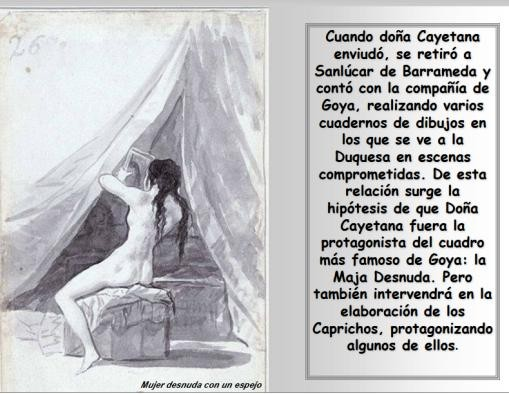 26
Mujer desnuda con un espejo
Cuando doña Cayetana
enviudó, se retiró a
Sanlúcar de Barrameda y
contó con la compañía de
Goya, realizando varios
cuadernos de dibujos en
los que se ve a la
Duquesa en escenas
comprometidas. De esta
relación surge la
hipótesis de que Doña
Cayetana fuera la
protagonista del cuadro
más famoso de Goya: la
Maja Desnuda. Pero
también intervendrá en la
elaboración de los
Caprichos, protagonizando
algunos de ellos.